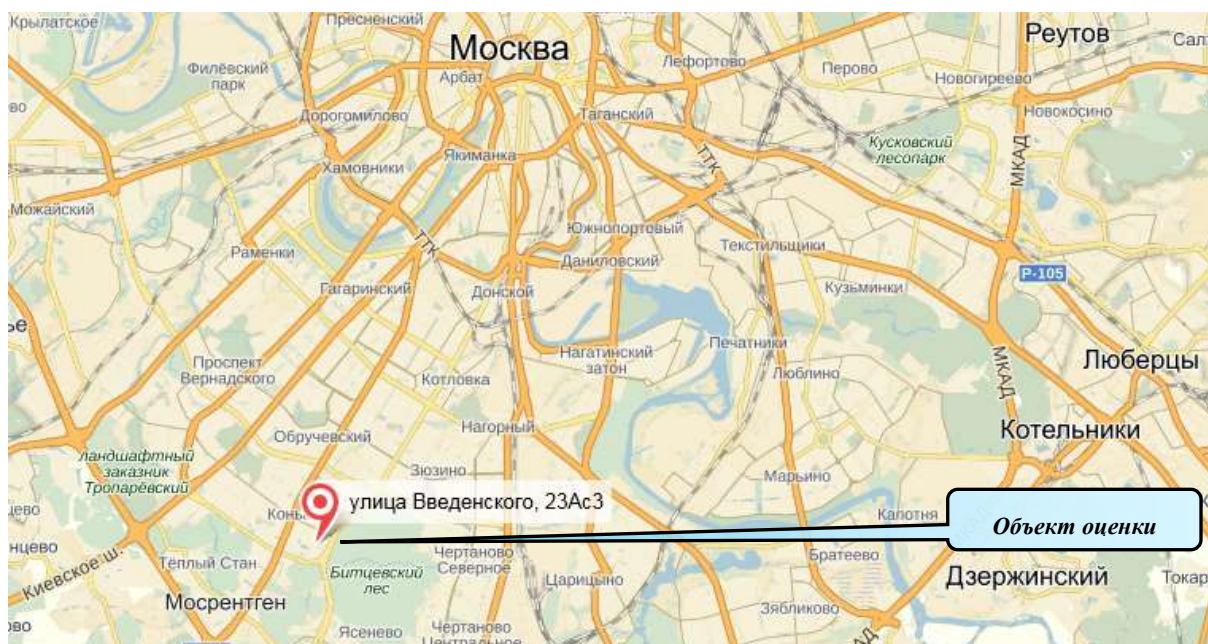 Крылатское
Пресненский
Москва
Реутов
Филёвский
парк
Арбат
Лефортово
Перово
Новогиреево
Новокосино
Дорогомилово
Таганский
Кусковский
лесопарк
МКАД
Хамовники
Якиманка
ТТК
Можайский
Раменки
ТТК
Южнопортовый
Даниловский
Текстильщики
Р-105
Гагаринский
Донской
Кузьминки
Проспект
Вернадского
Котловка
Нагатинский
затон
Печатники
Люблино
МКАД
Люберцы
Обручевский
Нагорный
Котельники
ландшафтный
заказник
Тропарёвский
Зюзино
Марьино
улица Введенского, 23Ас3
Капотня
Объект оценки
Киевское ш.
Тёплый Стан
Битцевский
лес
Чертаново
Северное
Царицыно
Братеево
Дзержинский
Мосрентген
Зябликово
Ясенево
Чертаново
Центральное
МКАД